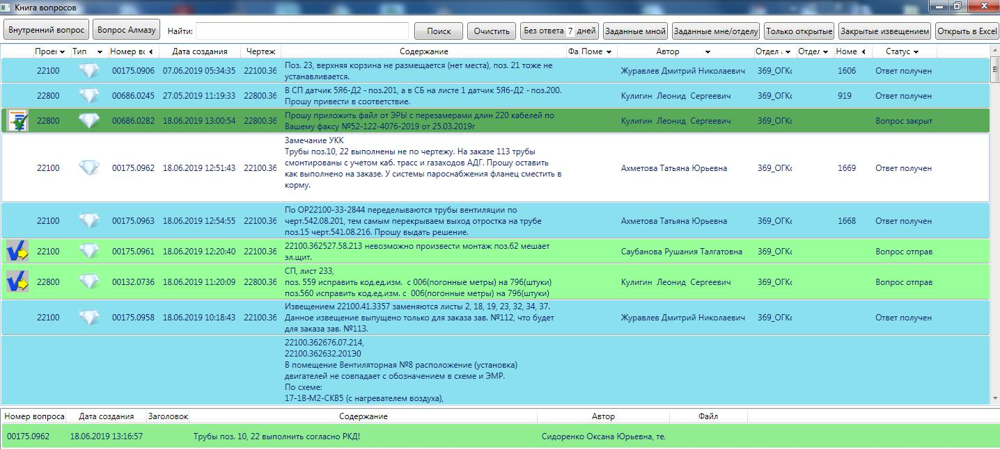 Книга вопросов
Внутренний вопрос Вопрос Алмазу Найти: Поиск Очистить Без ответа 7 дней Заданные мной Заданные мне/отделу Только открытые Закрытые извещением Открыть в Excel
Прое Тип Номер во Дата создания Чертеж Содержание Фа Поме Автор Отдел Отдел Номе Статус
22100 00175.0906 07.06.2019 05:34:35 22100.36 Поз. 23, верхняя корзина не размещается (нет места), поз. 21 тоже не Журавлев Дмитрий Николаевич 369_ОГКс 1606 Ответ получен
устанавливается.
22800 00686.0245 27.05.2019 11:19:33 22800.36 В СП датчик 5Яб-Д2 - поз.201, а в СБ на листе 1 датчик 5Яб-Д2 - поз.200. Кулигин Леонид Сергеевич 369_ОГКс 919 Ответ получен
Прошу привести в соответствие.
22800 00686.0282 18.06.2019 13:00:54 22800.36 Прошу приложить файл от ЭРЫ с перезамерами длин 220 кабелей по Кулигин Леонид Сергеевич 369_ОГКс Вопрос закрыт
Вашему факсу №52-122-4076-2019 от 25.03.2019г
Замечание УКК
Трубы поз.10, 22 выполнены не по чертежу. На заказе 113 трубы
22100 00175.0962 18.06.2019 12:51:43 22100.36 смонтированы с учетом каб. трасс и газаходов АДГ. Прошу оставить Ахметова Татьяна Юрьевна 369_ОГКс 1669 Ответ получен
как выполнено на заказе. У системы пароснабжения фланец сместить в
корму.
По ОР22100-33-2844 переделываются трубы вентиляции по
22100 00175.0963 18.06.2019 12:54:55 22100.36 черт.542.08.201, тем самым перекрываем выход отростка на трубе Ахметова Татьяна Юрьевна 369_ОГКс 1668 Ответ получен
поз.15 черт.541.08.216. Прошу выдать решение.
22100 00175.0961 18.06.2019 12:20:40 22100.36 22100.362527.58.213 невозможно произвести монтаж поз.62 мешает Саубанова Рушания Талгатовна 369_ОГКс Вопрос отправ
эл.щит.
СП, лист 233,
22800 00132.0736 18.06.2019 11:20:09 22800.36 поз. 559 исправить код.ед.изм. с 006(погонные метры) на 796(штуки) Кулигин Леонид Сергеевич 369_ОГКс Вопрос отправ
поз.560 исправить код.ед.изм. с 006(погонные метры) на 796(штуки)
Извещением 22100.41.3357 заменяются листы 2, 18, 19, 23, 32, 34, 37.
22100 00175.0958 18.06.2019 10:18:43 22100.36 Данное извещение выпущено только для заказа зав. №112, что будет Журавлев Дмитрий Николаевич 369_ОГКс Ответ получен
для заказа зав. №113.
22100.362676.07.214,
22100.362632.201Э0
В помещение Вентиляторная №8 расположение (установка)
двигателей не совпадает с обозначением в схеме и ЭМР.
По схеме:
17-1В-М2-СКВ5 (с нагревателем воздуха),
Номер вопроса Дата создания Заголовок Содержание Автор Файл
00175.0962 18.06.2019 13:16:57 Трубы поз. 10, 22 выполнить согласно РКД! Сидоренко Оксана Юрьевна, те.